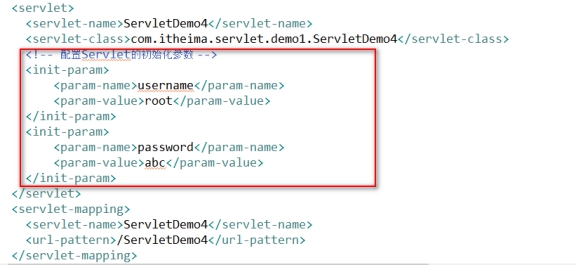 <servlet>
<servlet-name>ServletDemo4</servlet-name>
<servlet-class>com.itheima.servlet.demo1.ServletDemo4</servlet-class>
<!-- 配置Servlet的初始化参数 -->
<init-param>
<param-name>username</param-name>
<param-value>root</param-value>
</init-param>
<init-param>
<param-name>password</param-name>
<param-value>abc</param-value>
</init-param>
</servlet>
<servlet-mapping>
<servlet-name>ServletDemo4</servlet-name>
<url-pattern>/ServletDemo4</url-pattern>
</servlet-mapping>